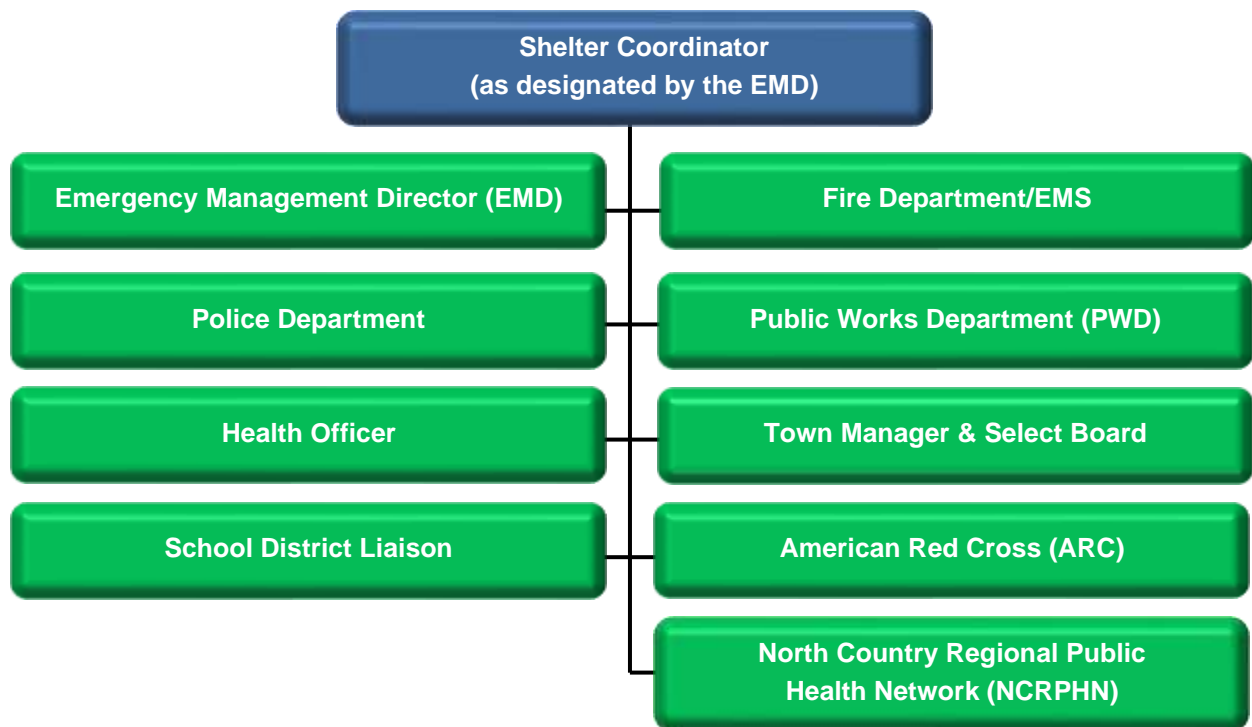 Shelter Coordinator
(as designated by the EMD)
Emergency Management Director (EMD)
Fire Department/EMS
Police Department
Public Works Department (PWD)
Health Officer
Town Manager & Select Board
School District Liaison
American Red Cross (ARC)
North Country Regional Public
Health Network (NCRPHN)